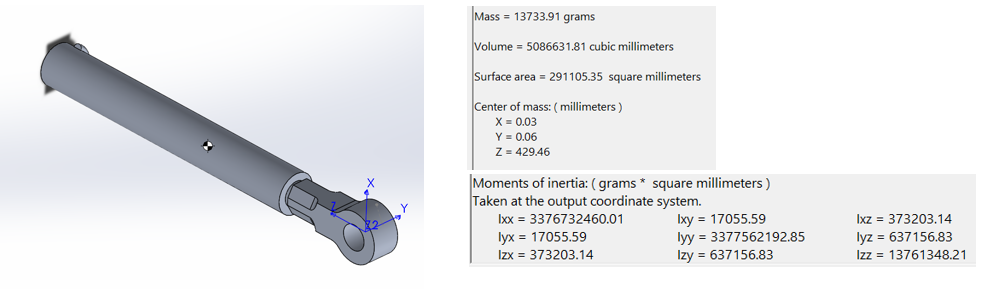 Mass = 13733.91 grams
Volume = 5086631.81 cubic millimeters
Surface area = 291105.35 square millimeters
Center of mass: ( millimeters )
X = 0.03
Y = 0.06
Z = 429.46
X
Y
Z
Z2
Moments of inertia: ( grams * square millimeters )
Taken at the output coordinate system.
Ixx = 3376732460.01 Ixy = 17055.59 Ixz = 373203.14
Iyx = 17055.59 Iyy = 3377562192.85 Iyz = 637156.83
Izx = 373203.14 Izy = 637156.83 Izz = 13761348.21